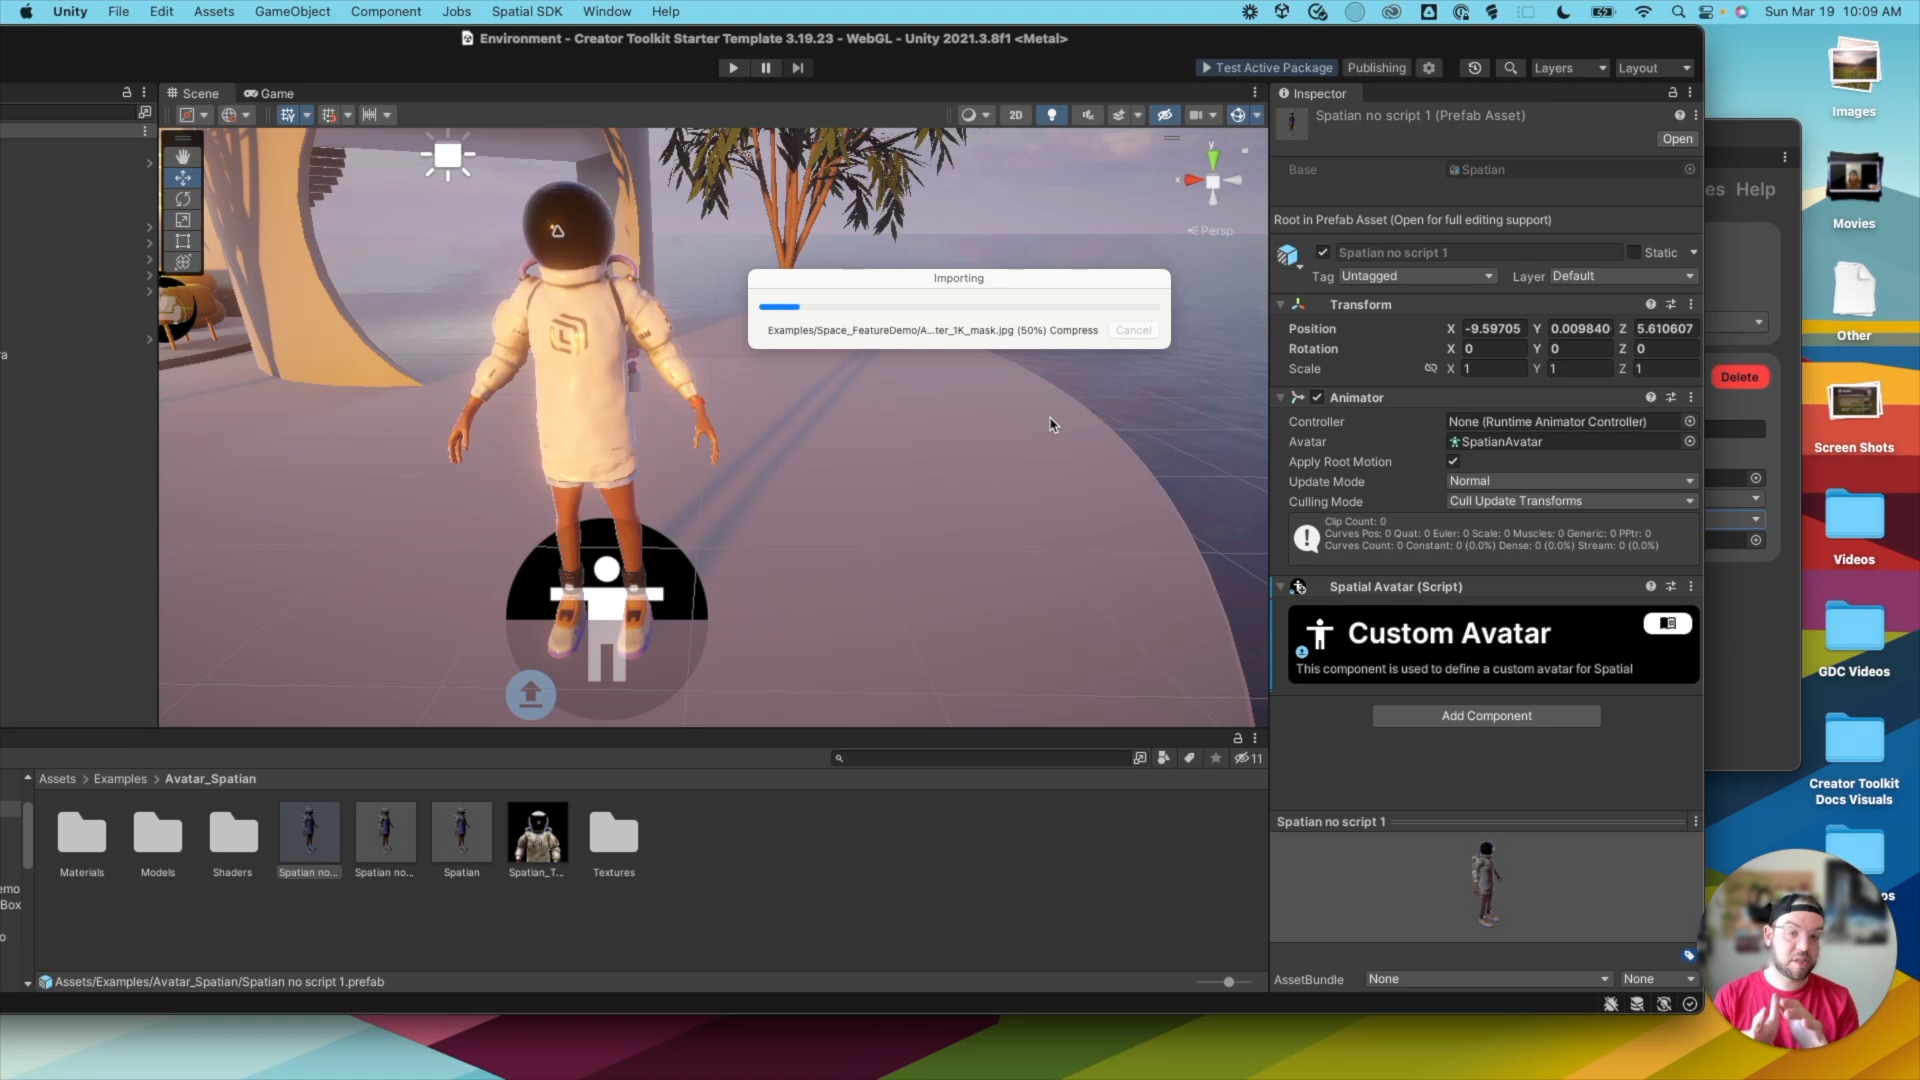 Unity File Edit Assets GameObject Component Jobs Spatial SDK Window Help
Sun Mar 19 10:09 AM
Environment - Creator Toolkit Starter Template 3.19.23 - WebGL - Unity 2021.3.8f1 <Metal>
Test Active Package Publishing Layers Layout
Scene Game
2D
y
x
Persp
Importing
Examples/Space_FeatureDemo/A...ter_1K_mask.jpg (50%) Compress Cancel
Inspector
Spatian no script 1 (Prefab Asset)
Open
Base Spatian
Root in Prefab Asset (Open for full editing support)
Spatian no script 1 Static
Tag Untagged Layer Default
Transform
Position X -9.59705 Y 0.009840 Z 5.610607
Rotation X 0 Y 0 Z 0
Scale X 1 Y 1 Z 1
Animator
Controller None (Runtime Animator Controller)
Avatar SpatianAvatar
Apply Root Motion
Update Mode Normal
Culling Mode Cull Update Transforms
Clip Count: 0
Curves Pos: 0 Quat: 0 Euler: 0 Scale: 0 Muscles: 0 Generic: 0 PPtr: 0
Curves Count: 0 Constant: 0 (0.0%) Dense: 0 (0.0%) Stream: 0 (0.0%)
Spatial Avatar (Script)
Custom Avatar
This component is used to define a custom avatar for Spatial
Add Component
Spatian no script 1
AssetBundle None None
es Help
Delete
Images
Movies
Other
Screen Shots
Videos
GDC Videos
Creator Toolkit
Docs Visuals
os
ra
11
Assets > Examples > Avatar_Spatian
Materials Models Shaders Spatian no... Spatian no... Spatian Spatian_T... Textures
emo
Box
o
Assets/Examples/Avatar_Spatian/Spatian no script 1.prefab